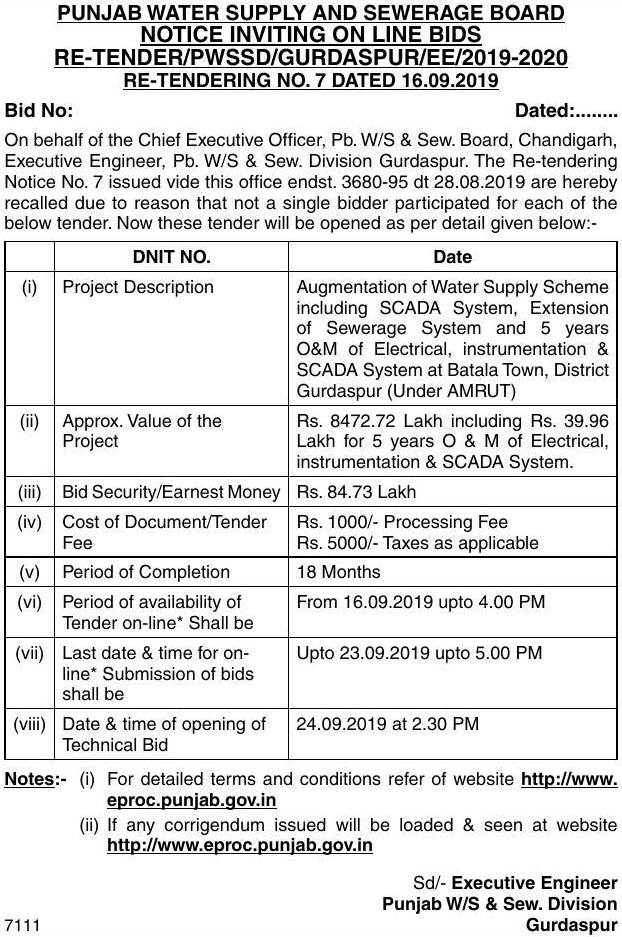 PUNJAB WATER SUPPLY AND SEWERAGE BOARD
NOTICE INVITING ON LINE BIDS
RE-TENDER/PWSSD/GURDASPUR/EE/2019-2020
RE-TENDERING NO. 7 DATED 16.09.2019
Bid No: Dated:........
On behalf of the Chief Executive Officer, Pb. W/S & Sew. Board, Chandigarh,
Executive Engineer, Pb. W/S & Sew. Division Gurdaspur. The Re-tendering
Notice No. 7 issued vide this office endst. 3680-95 dt 28.08.2019 are hereby
recalled due to reason that not a single bidder participated for each of the
below tender. Now these tender will be opened as per detail given below:-
DNIT NO. Date
(i) Project Description Augmentation of Water Supply Scheme
including SCADA System, Extension
of Sewerage System and 5 years
O&M of Electrical, instrumentation &
SCADA System at Batala Town, District
Gurdaspur (Under AMRUT)
(ii) Approx. Value of the Rs. 8472.72 Lakh including Rs. 39.96
Project Lakh for 5 years O & M of Electrical,
instrumentation & SCADA System.
(iii) Bid Security/Earnest Money Rs. 84.73 Lakh
(iv) Cost of Document/Tender Rs. 1000/- Processing Fee
Fee Rs. 5000/- Taxes as applicable
(v) Period of Completion 18 Months
(vi) Period of availability of From 16.09.2019 upto 4.00 PM
Tender on-line* Shall be
(vii) Last date & time for on- Upto 23.09.2019 upto 5.00 PM
line* Submission of bids
shall be
(viii) Date & time of opening of 24.09.2019 at 2.30 PM
Technical Bid
Notes:- (i) For detailed terms and conditions refer of website http://www.
eproc.punjab.gov.in
(ii) If any corrigendum issued will be loaded & seen at website
http://www.eproc.punjab.gov.in
Sd/- Executive Engineer
Punjab W/S & Sew. Division
7111 Gurdaspur